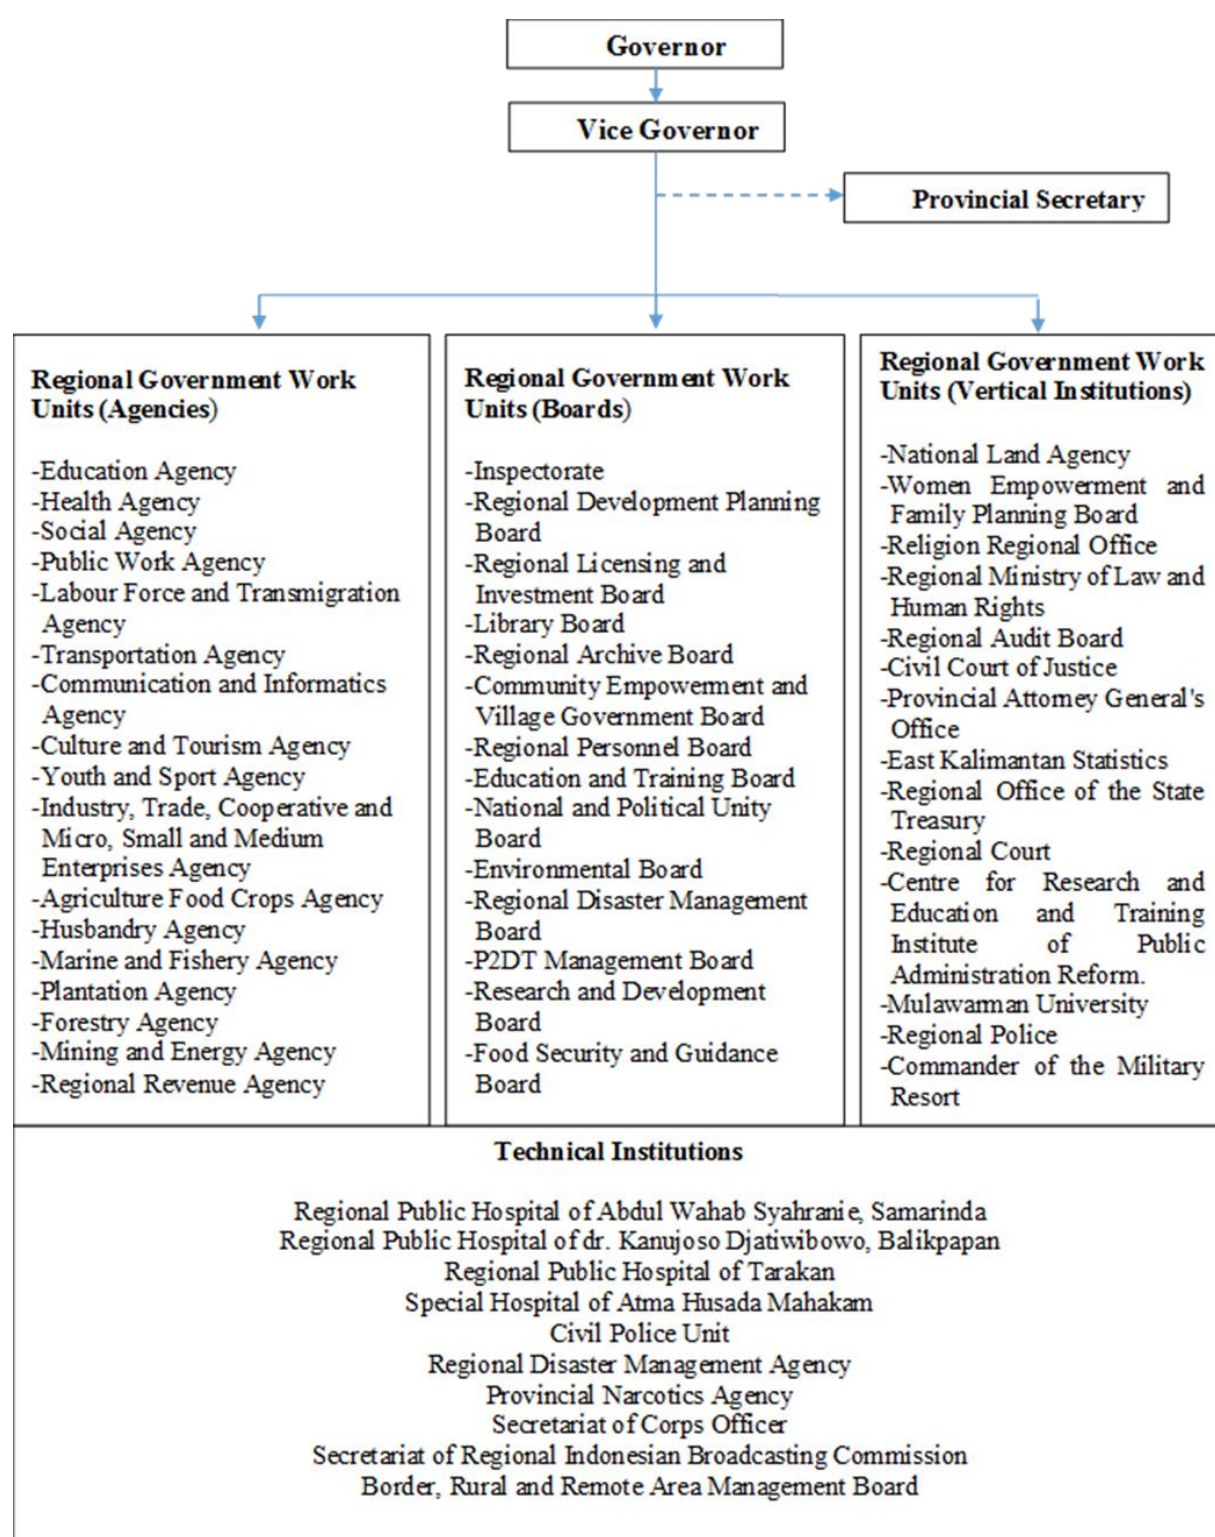 Governor
Vice Governor
Provincial Secretary
Regional Government Work
Units (Agencies)
-Education Agency
-Health Agency
-Social Agency
-Public Work Agency
-Labour Force and Transmigration
Agency
-Transportation Agency
-Communication and Informatics
Agency
-Culture and Tourism Agency
-Youth and Sport Agency
-Industry, Trade, Cooperative and
Micro, Small and Medium
Enterprises Agency
-Agriculture Food Crops Agency
-Husbandry Agency
-Marine and Fishery Agency
-Plantation Agency
-Forestry Agency
-Mining and Energy Agency
-Regional Revenue Agency
Regional Government Work
Units (Boards)
-Inspectorate
-Regional Development Planning
Board
-Regional Licensing and
Investment Board
-Library Board
-Regional Archive Board
-Community Empowerment and
Village Government Board
-Regional Personnel Board
-Education and Training Board
-National and Political Unity
Board
-Environmental Board
-Regional Disaster Management
Board
-P2DT Management Board
-Research and Development
Board
-Food Security and Guidance
Board
Regional Government Work
Units (Vertical Institutions)
-National Land Agency
-Women Empowerment and
Family Planning Board
-Religion Regional Office
-Regional Ministry of Law and
Human Rights
-Regional Audit Board
-Civil Court of Justice
-Provincial Attorney General's
Office
-East Kalimantan Statistics
-Regional Office of the State
Treasury
-Regional Court
-Centre for Research and
Education and Training
Institute of Public
Administration Reform.
-Mulawarman University
-Regional Police
-Commander of the Military
Resort
Technical Institutions
Regional Public Hospital of Abdul Wahab Syahranie, Samarinda
Regional Public Hospital of dr. Kanujoso Djatiwibowo, Balikpapan
Regional Public Hospital of Tarakan
Special Hospital of Atma Husada Mahakam
Civil Police Unit
Regional Disaster Management Agency
Provincial Narcotics Agency
Secretariat of Corps Officer
Secretariat of Regional Indonesian Broadcasting Commission
Border, Rural and Remote Area Management Board